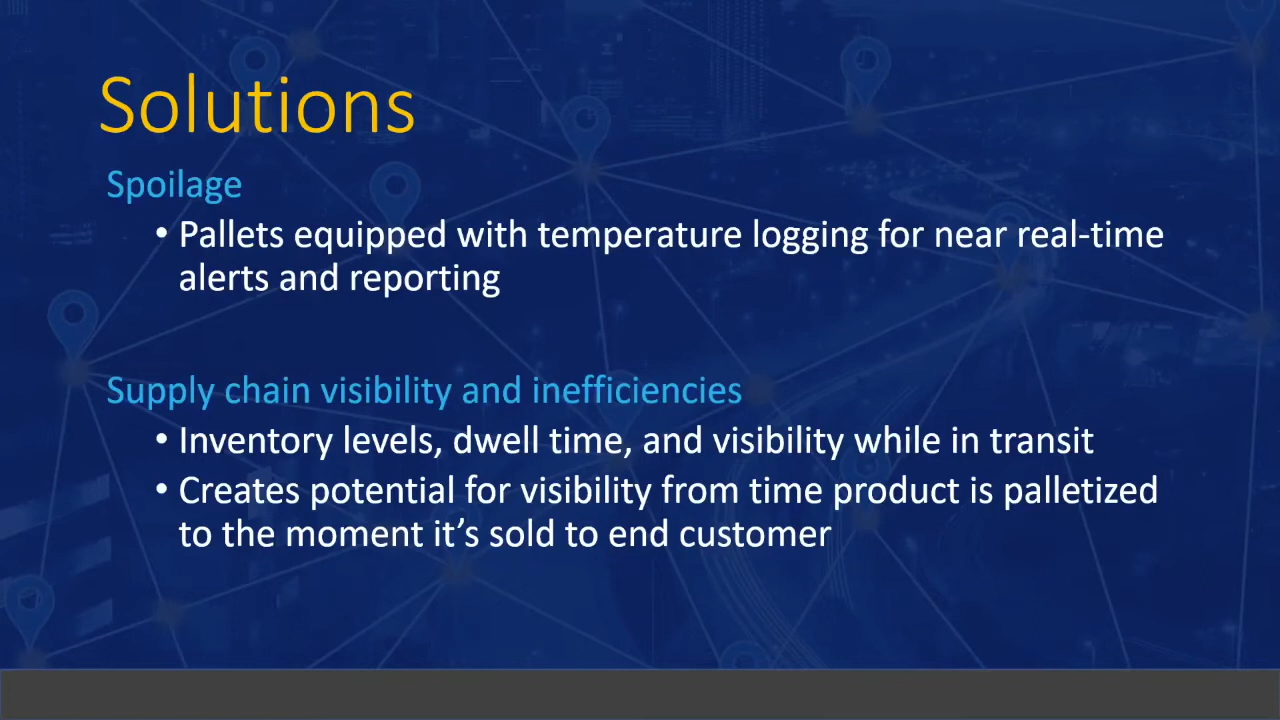 Solutions
Spoilage
• Pallets equipped with temperature logging for near real-time
alerts and reporting
Supply chain visibility and inefficiencies
• Inventory levels, dwell time, and visibility while in transit
• Creates potential for visibility from time product is palletized
to the moment it’s sold to end customer